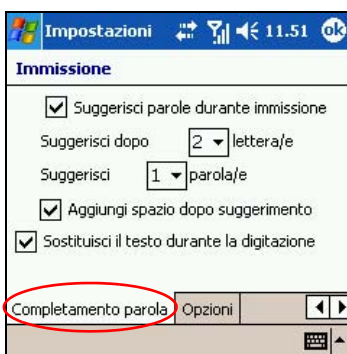 Impostazioni 11.51 ok
Immissione
Suggerisci parole durante immissione
Suggerisci dopo 2 lettera/e
Suggerisci 1 parola/e
Aggiungi spazio dopo suggerimento
Sostituisci il testo durante la digitazione
Completamento parola Opzioni